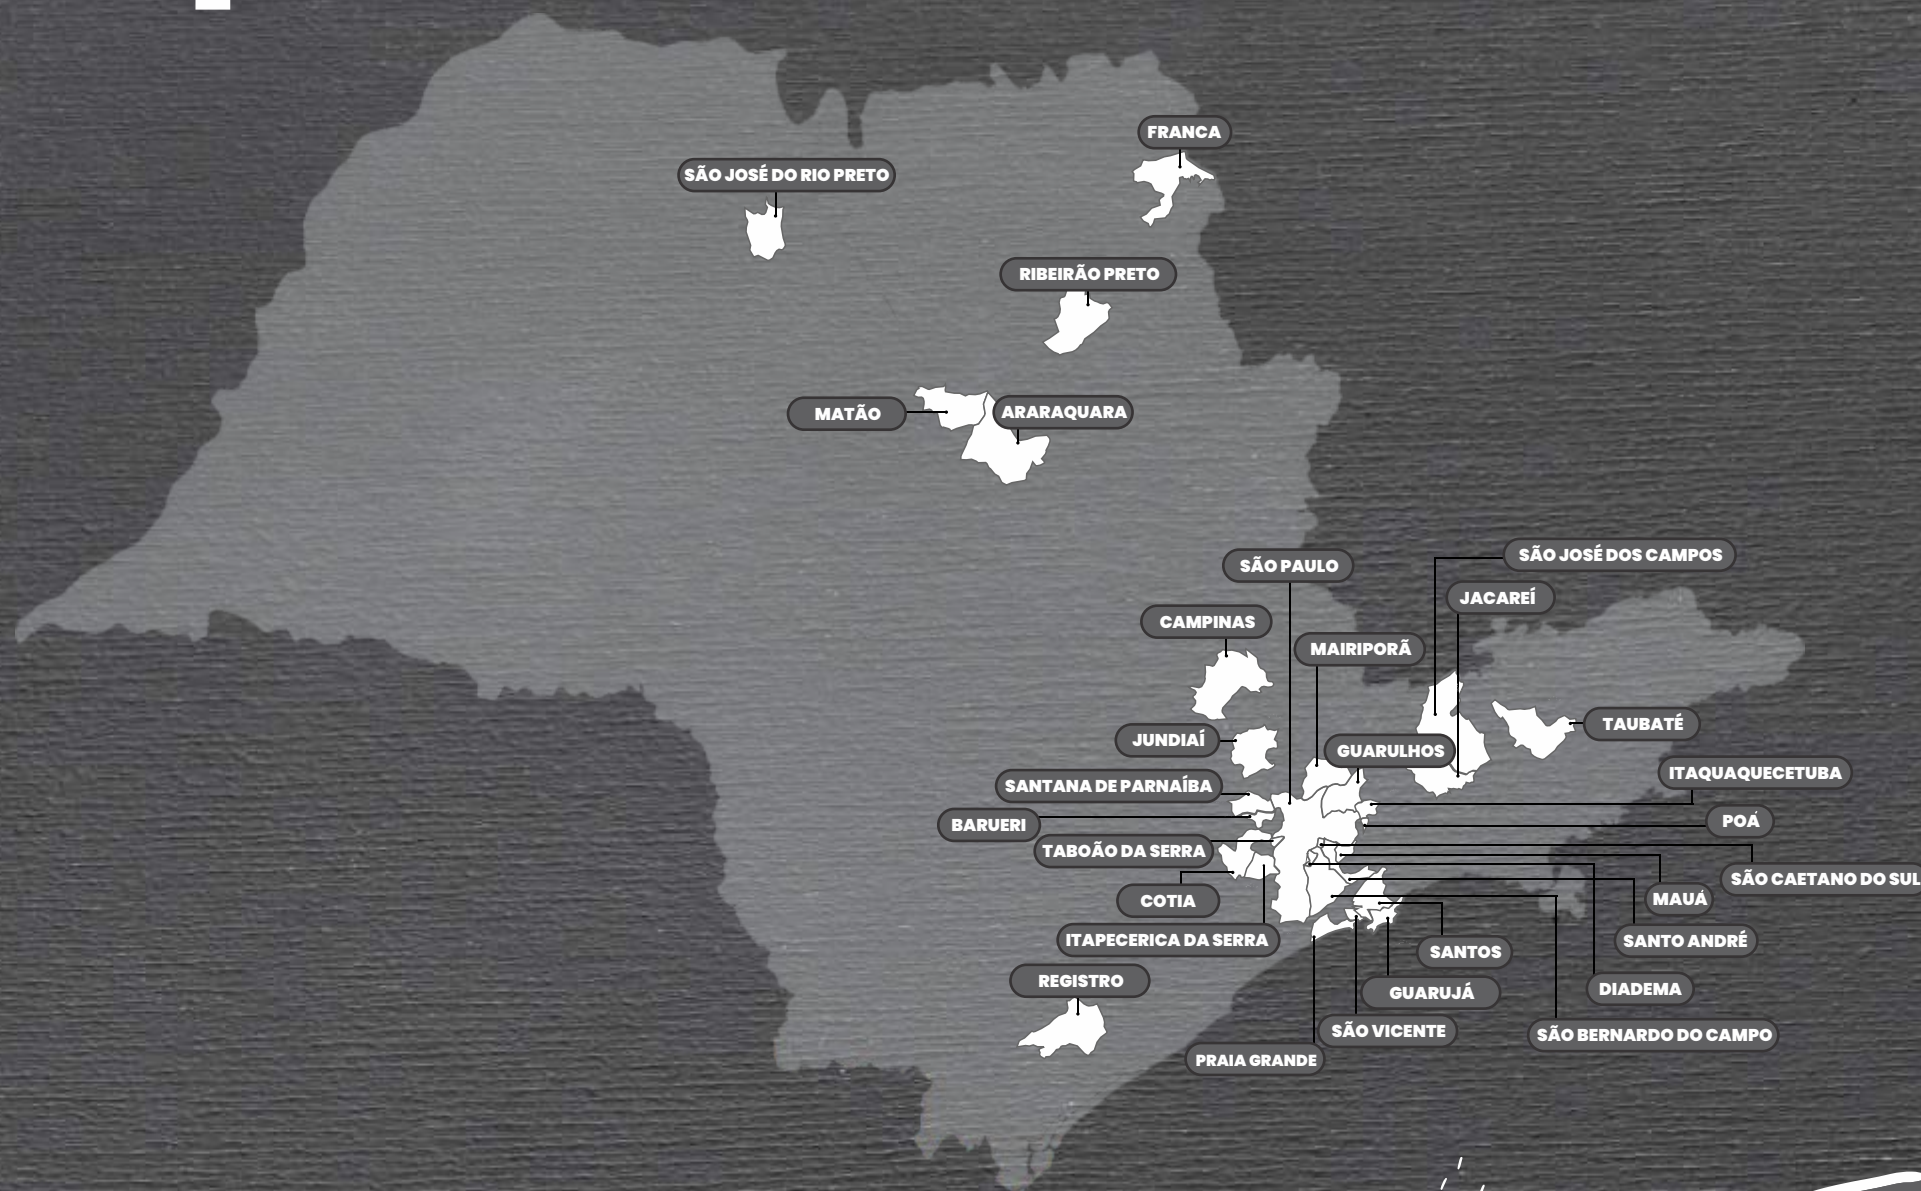 FRANCA
SÃO JOSÉ DO RIO PRETO
RIBEIRÃO PRETO
MATÃO
ARARAQUARA
SÃO JOSÉ DOS CAMPOS
SÃO PAULO
JACAREÍ
CAMPINAS
MAIRIPORÃ
TAUBATÉ
JUNDIAÍ
GUARULHOS
ITAQUAQUECETUBA
SANTANA DE PARNAÍBA
POÁ
BARUERI
TABOÃO DA SERRA
SÃO CAETANO DO SUL
MAUÁ
COTIA
ITAPECERICA DA SERRA
SANTO ANDRÉ
SANTOS
REGISTRO
DIADEMA
GUARUJÁ
SÃO VICENTE
SÃO BERNARDO DO CAMPO
PRAIA GRANDE